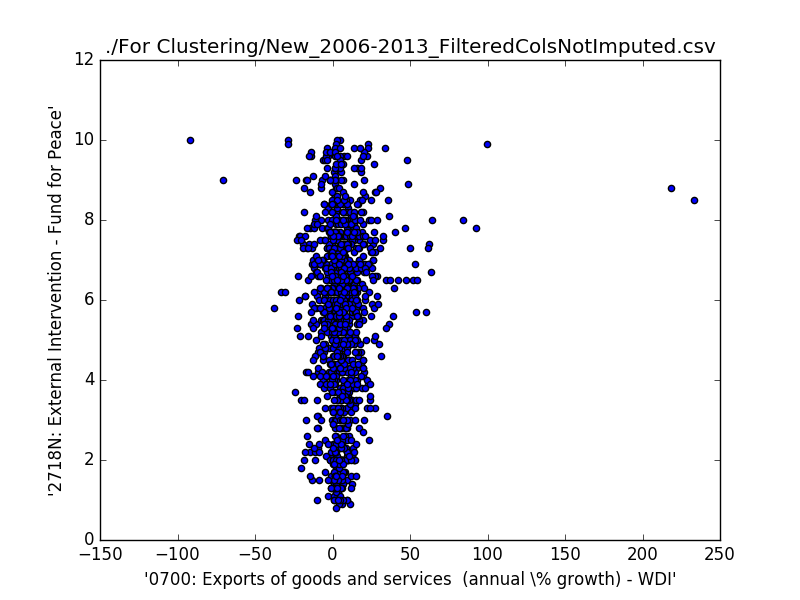 ./For Clustering/New_2006-2013_FilteredColsNotImputed.csv
'2718N: External Intervention - Fund for Peace'
12
10
8
6
4
2
0
−150 −100 −50 0 50 100 150 200 250
'0700: Exports of goods and services  (annual \% growth) - WDI'